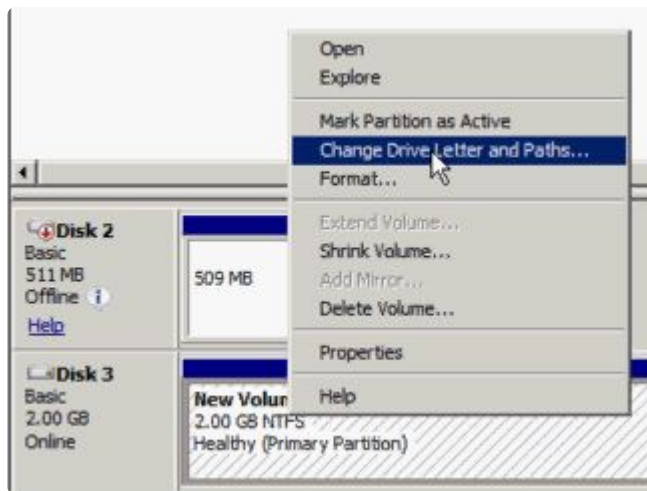 Open
Explore
Mark Partition as Active
Change Drive Letter and Paths...
Format...
Extend Volume...
Shrink Volume...
Add Mirror...
Delete Volume...
Properties
Help
Disk 2
Basic
511 MB
Offline
Help
509 MB
Disk 3
Basic
2.00 GB
Online
New
2.00 GB NTFS
Healthy (Primary Partition)